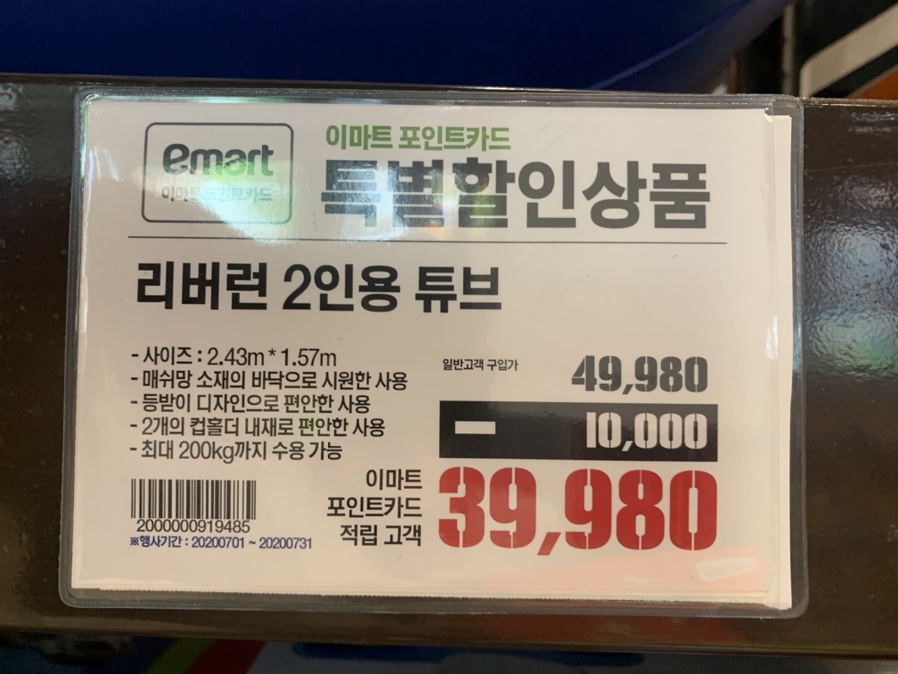 emart
이마트 포인트카드
이마트 포인트카드
특별할인상품
리버런 2인용 튜브
- 사이즈 : 2.43m * 1.57m
- 매쉬망 소재의 바닥으로 시원한 사용
- 등받이 디자인으로 편안한 사용
- 2개의 컵홀더 내재로 편안한 사용
- 최대 200kg까지 수용 가능
일반고객 구입가 49,980
- 10,000
이마트
포인트카드
적립 고객
39,980
2000000919485
※행사기간 : 20200701 ~ 20200731